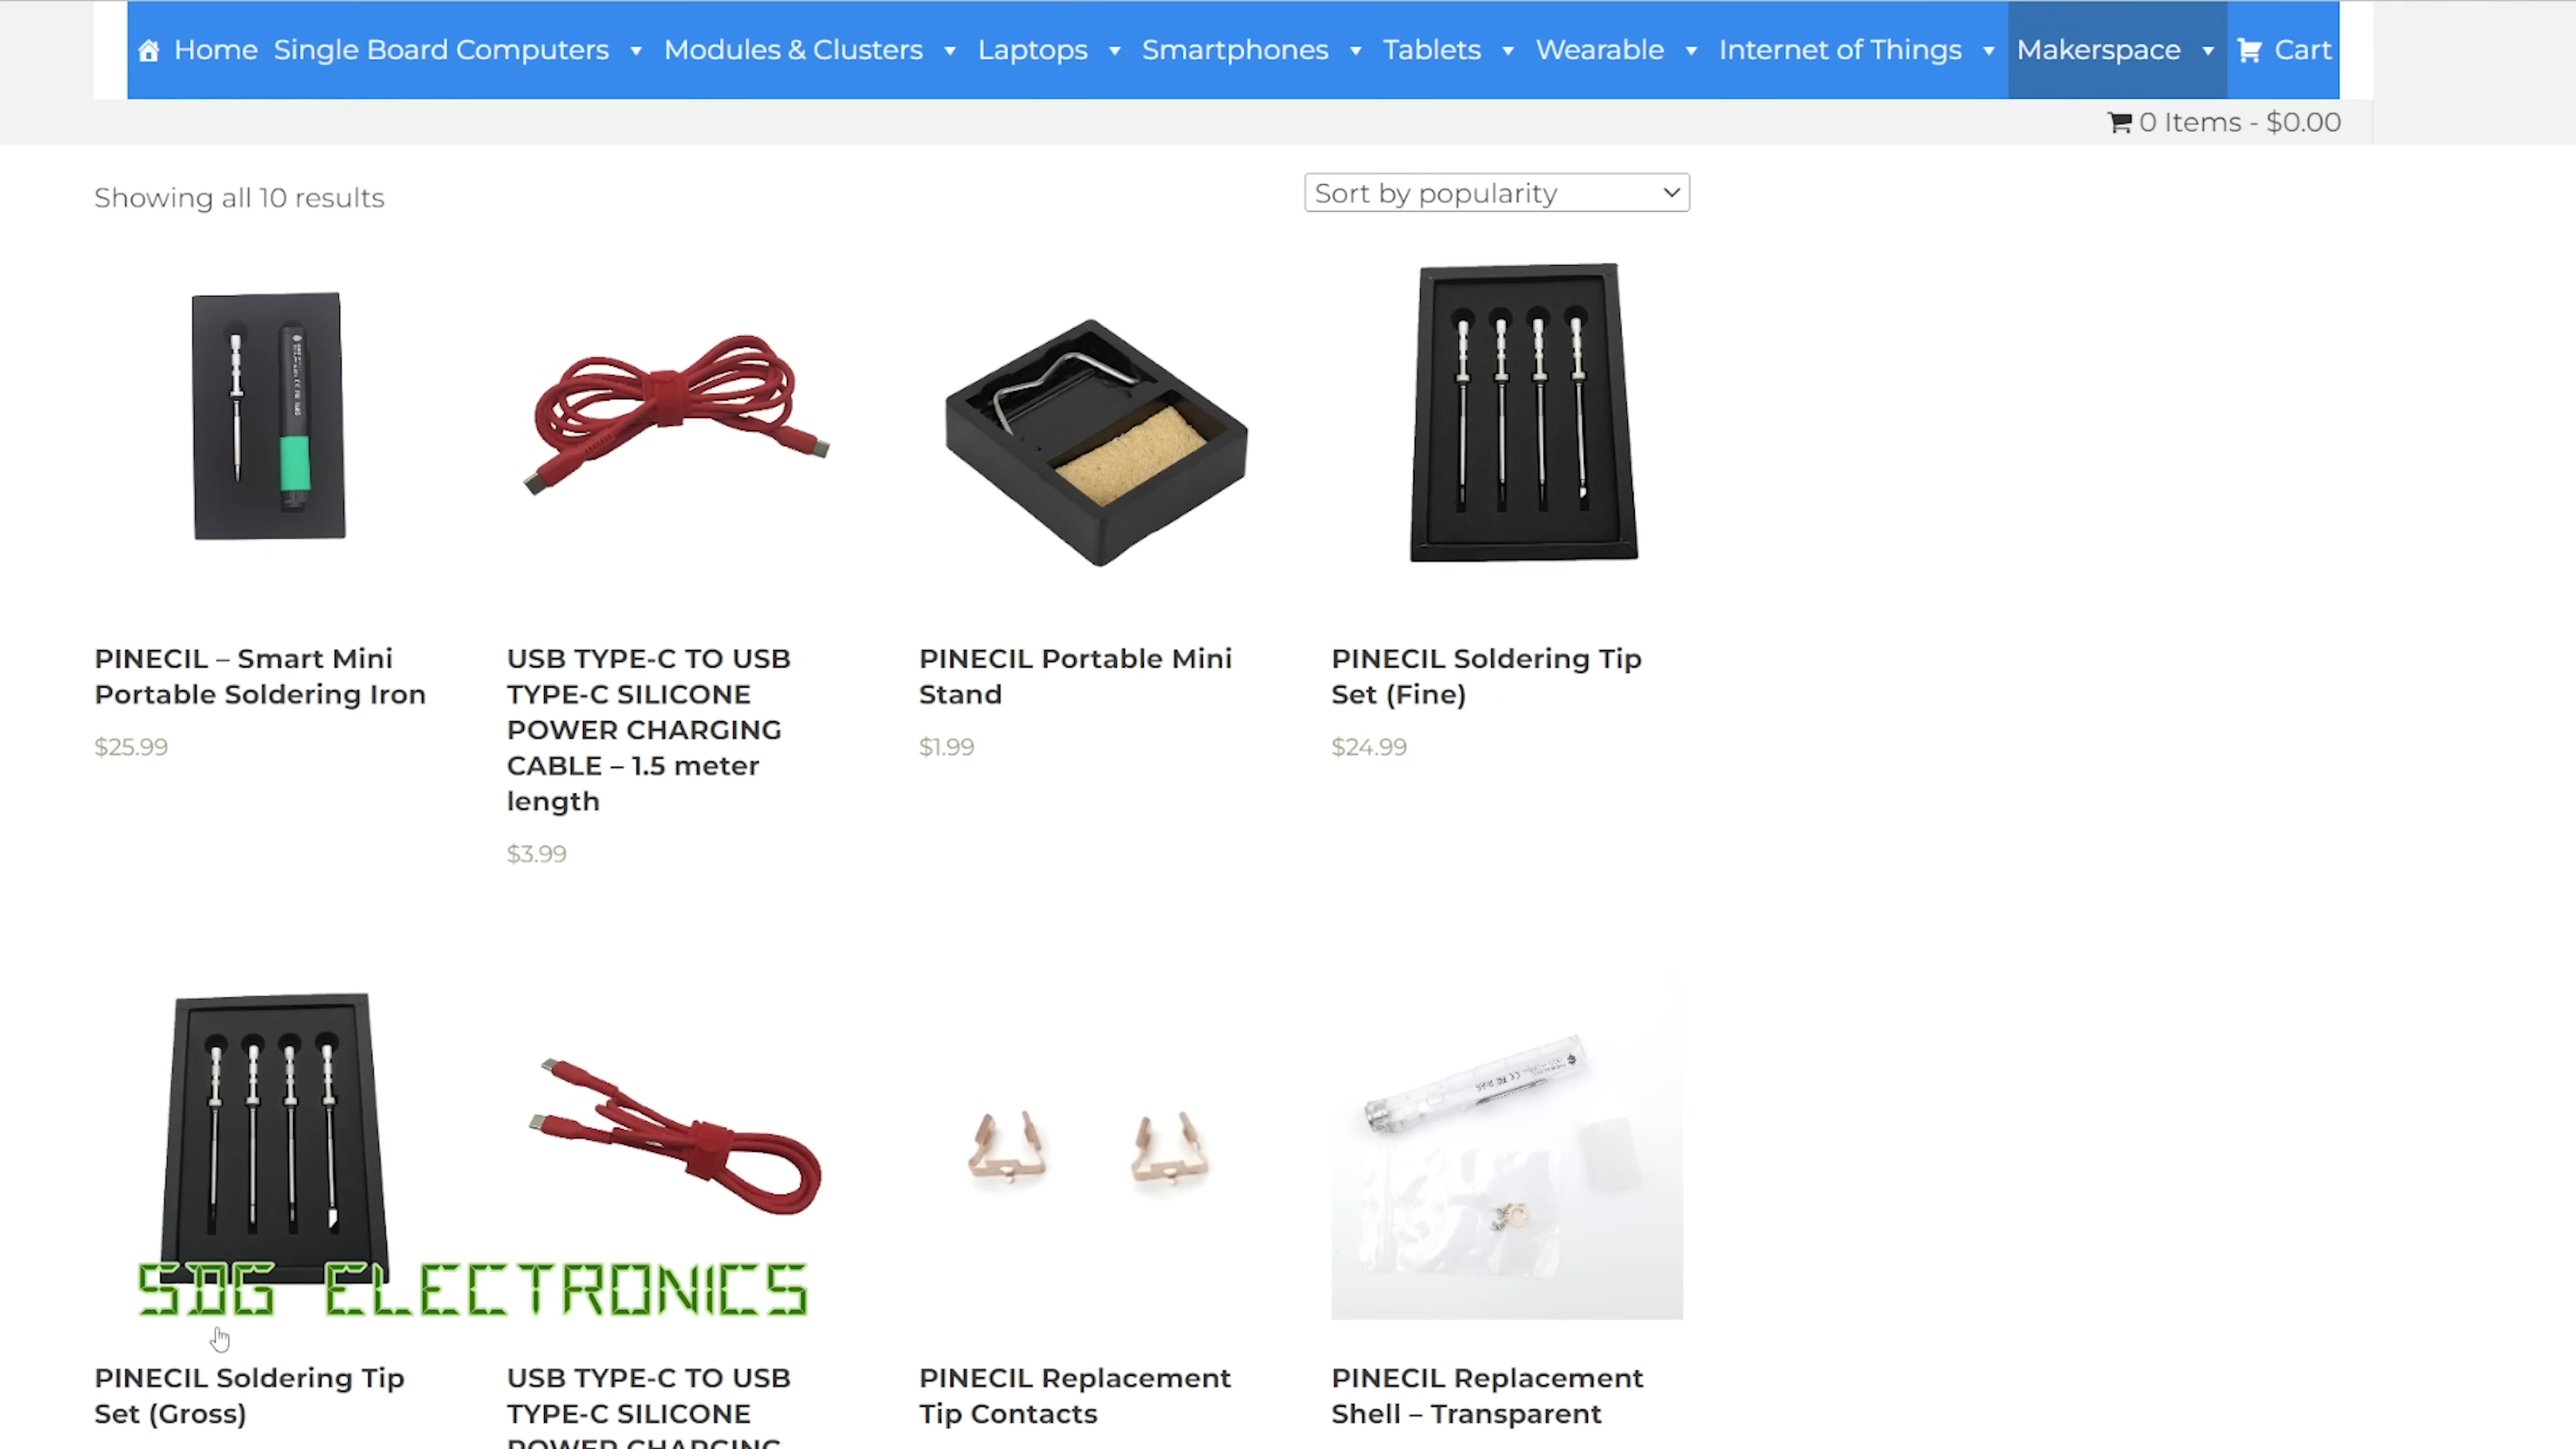 Home Single Board Computers Modules & Clusters Laptops Smartphones Tablets Wearable Internet of Things Makerspace Cart
0 Items - $0.00
Showing all 10 results
Sort by popularity
PINECIL – Smart Mini
Portable Soldering Iron
$25.99
USB TYPE-C TO USB
TYPE-C SILICONE
POWER CHARGING
CABLE – 1.5 meter
length
$3.99
PINECIL Portable Mini
Stand
$1.99
PINECIL Soldering Tip
Set (Fine)
$24.99
SDG ELECTRONICS
PINECIL Soldering Tip
Set (Gross)
USB TYPE-C TO USB
TYPE-C SILICONE
POWER CHARGING
PINECIL Replacement
Tip Contacts
PINECIL Replacement
Shell – Transparent